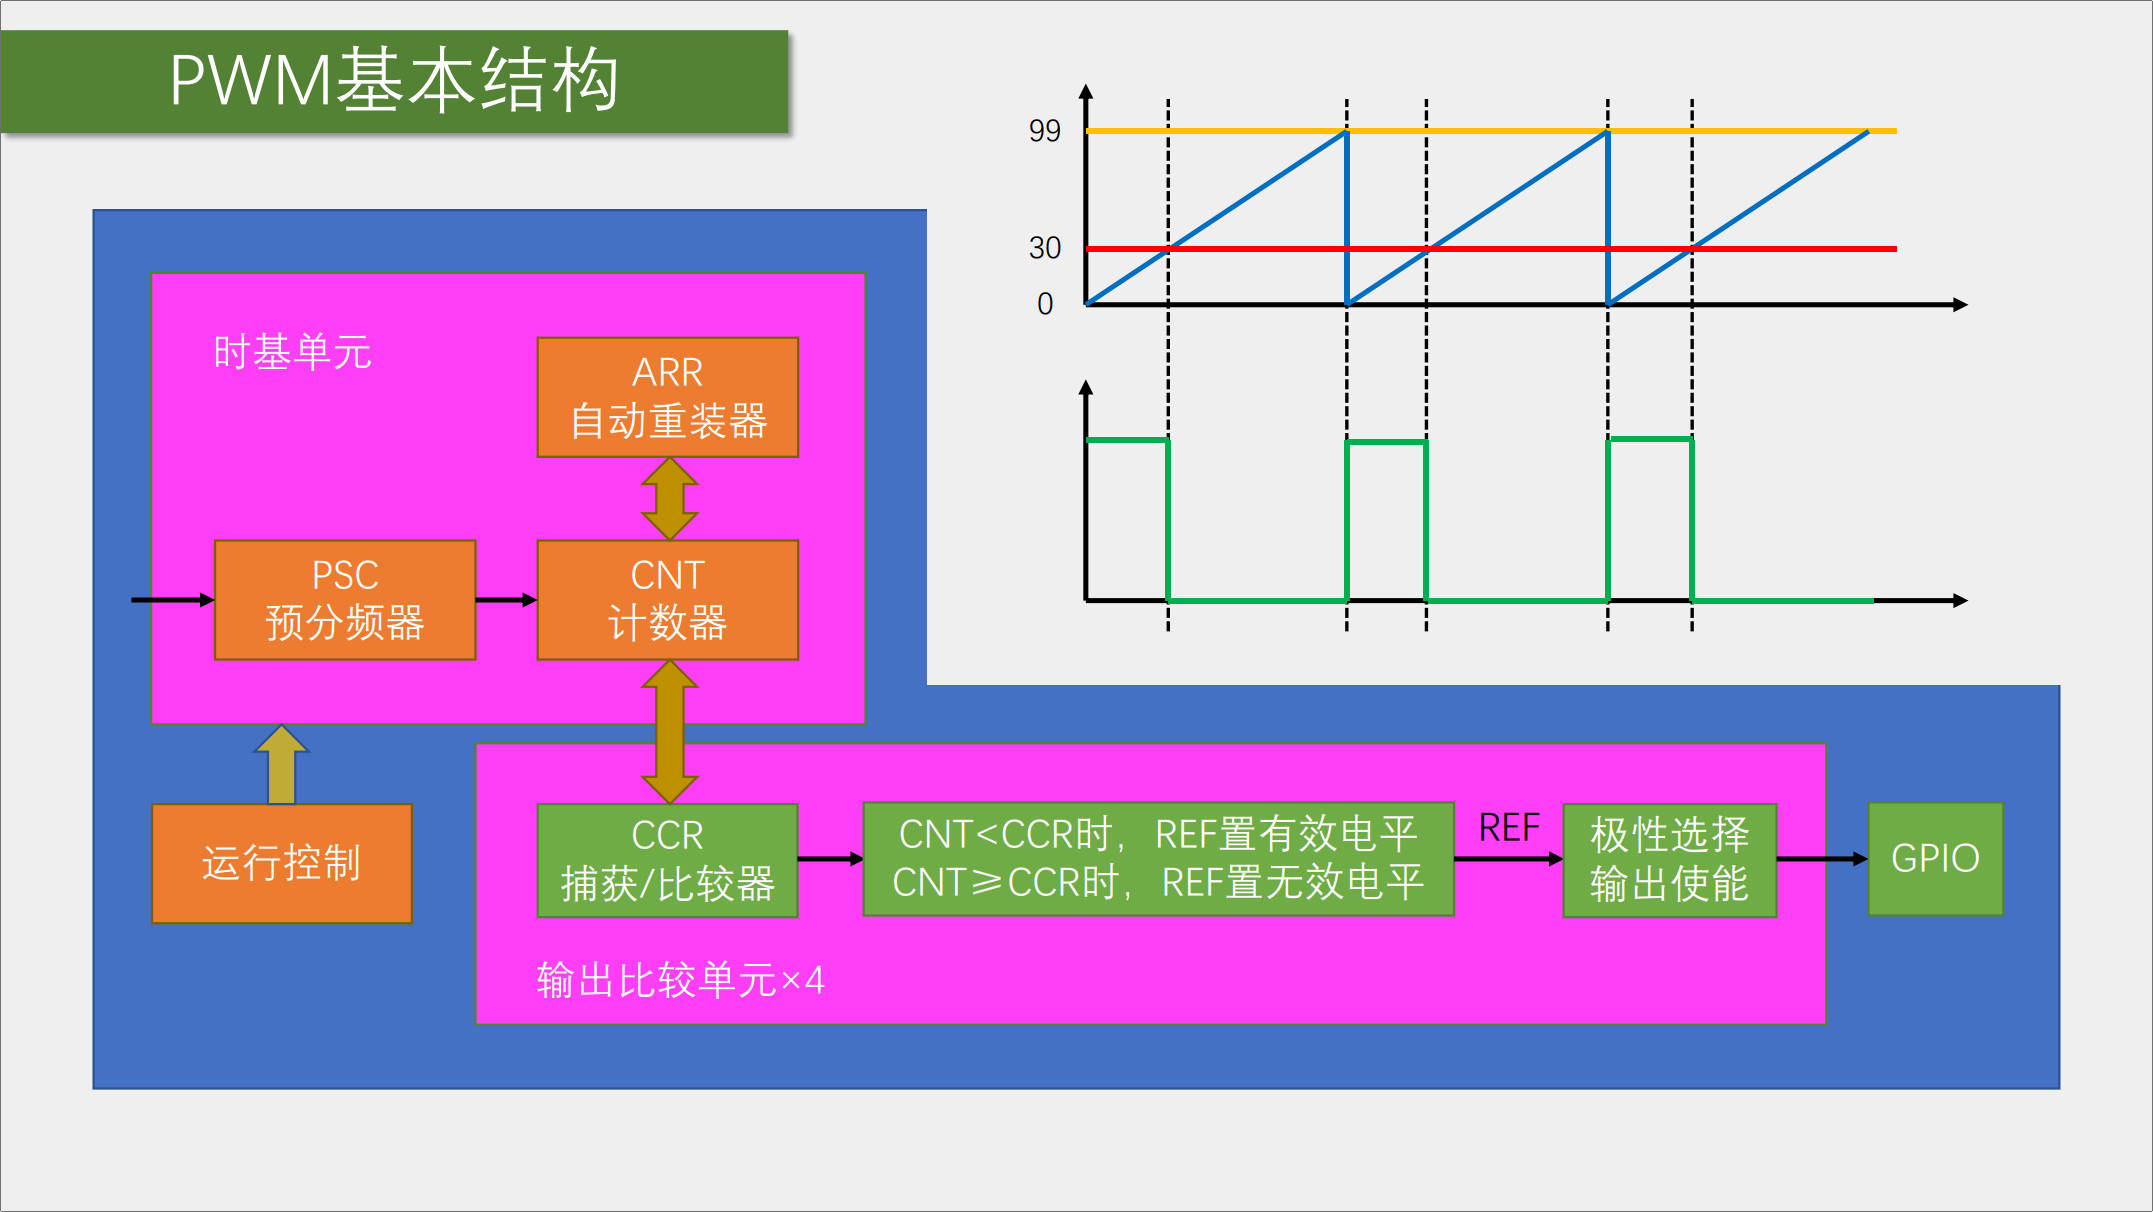 PWM基本结构
99
30
0
时基单元
ARR
自动重装器
PSC
预分频器
CNT
计数器
运行控制
CCR
捕获/比较器
CNT<CCR时，REF置有效电平
CNT≥CCR时，REF置无效电平
REF
极性选择
输出使能
GPIO
输出比较单元×4